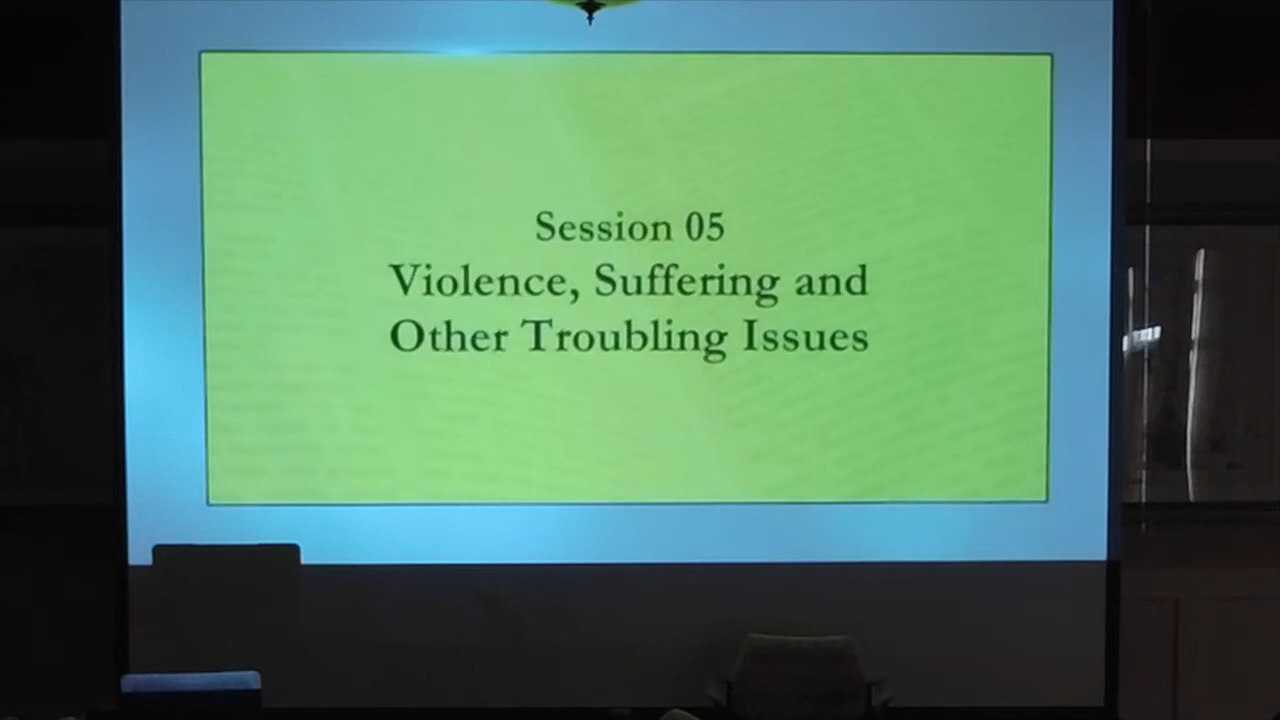 Session 05
Violence, Suffering and
Other Troubling Issues